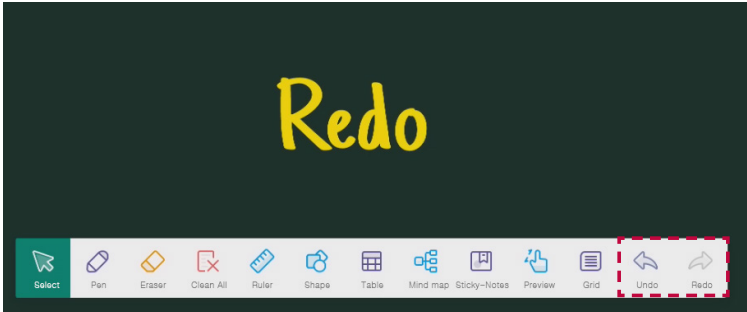 Redo
Select Pen Eraser Clean All Ruler Shape Table Mind map Sticky-Notes Preview Grid Undo Redo